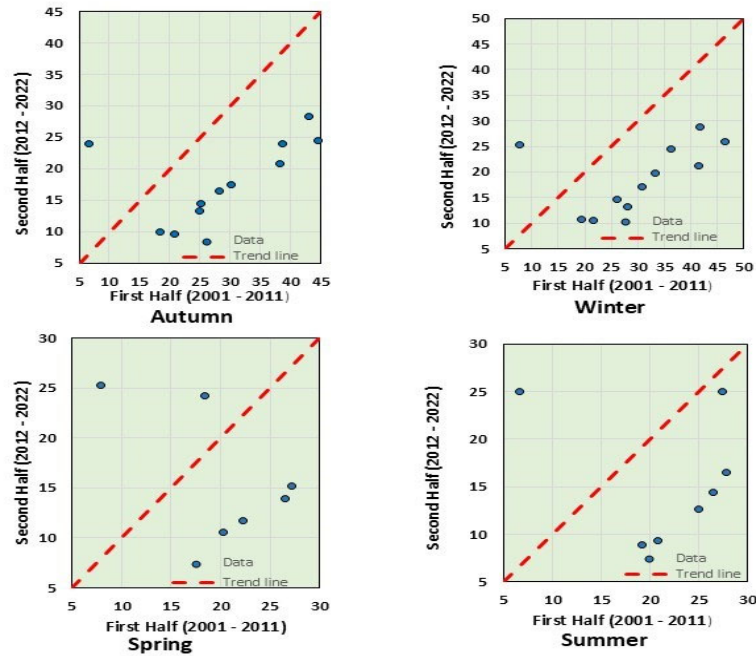 Second Half (2012 - 2022)
45
40
35
30
25
20
15
10
5
Data
Trend line
5 10 15 20 25 30 35 40 45
First Half (2001 - 2011)
Autumn
Second Half (2012 - 2022)
50
45
40
35
30
25
20
15
10
5
Data
Trend line
5 10 15 20 25 30 35 40 45 50
First Half (2001 - 2011)
Winter
Second Half (2012 - 2022)
30
25
20
15
10
5
Data
Trend line
5 10 15 20 25 30
First Half (2001 - 2011)
Spring
Second Half (2012 - 2022)
30
25
20
15
10
5
Data
Trend line
5 10 15 20 25 30
First Half (2001 - 2011)
Summer